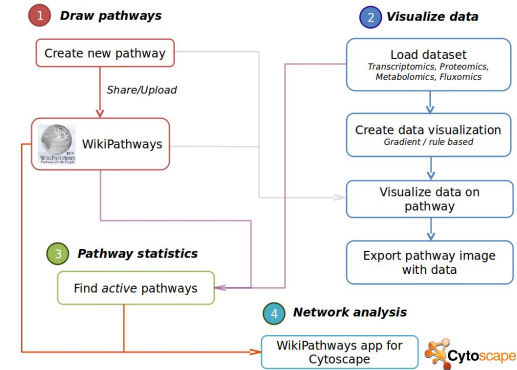 1 Draw pathways
Create new pathway
Share/Upload
WikiPathways
2 Visualize data
Load dataset
Transcriptomics, Proteomics,
Metabolomics, Fluxomics
Create data visualization
Gradient / rule based
Visualize data on
pathway
Export pathway image
with data
3 Pathway statistics
Find active pathways
4 Network analysis
WikiPathways app for
Cytoscape
Cytoscape